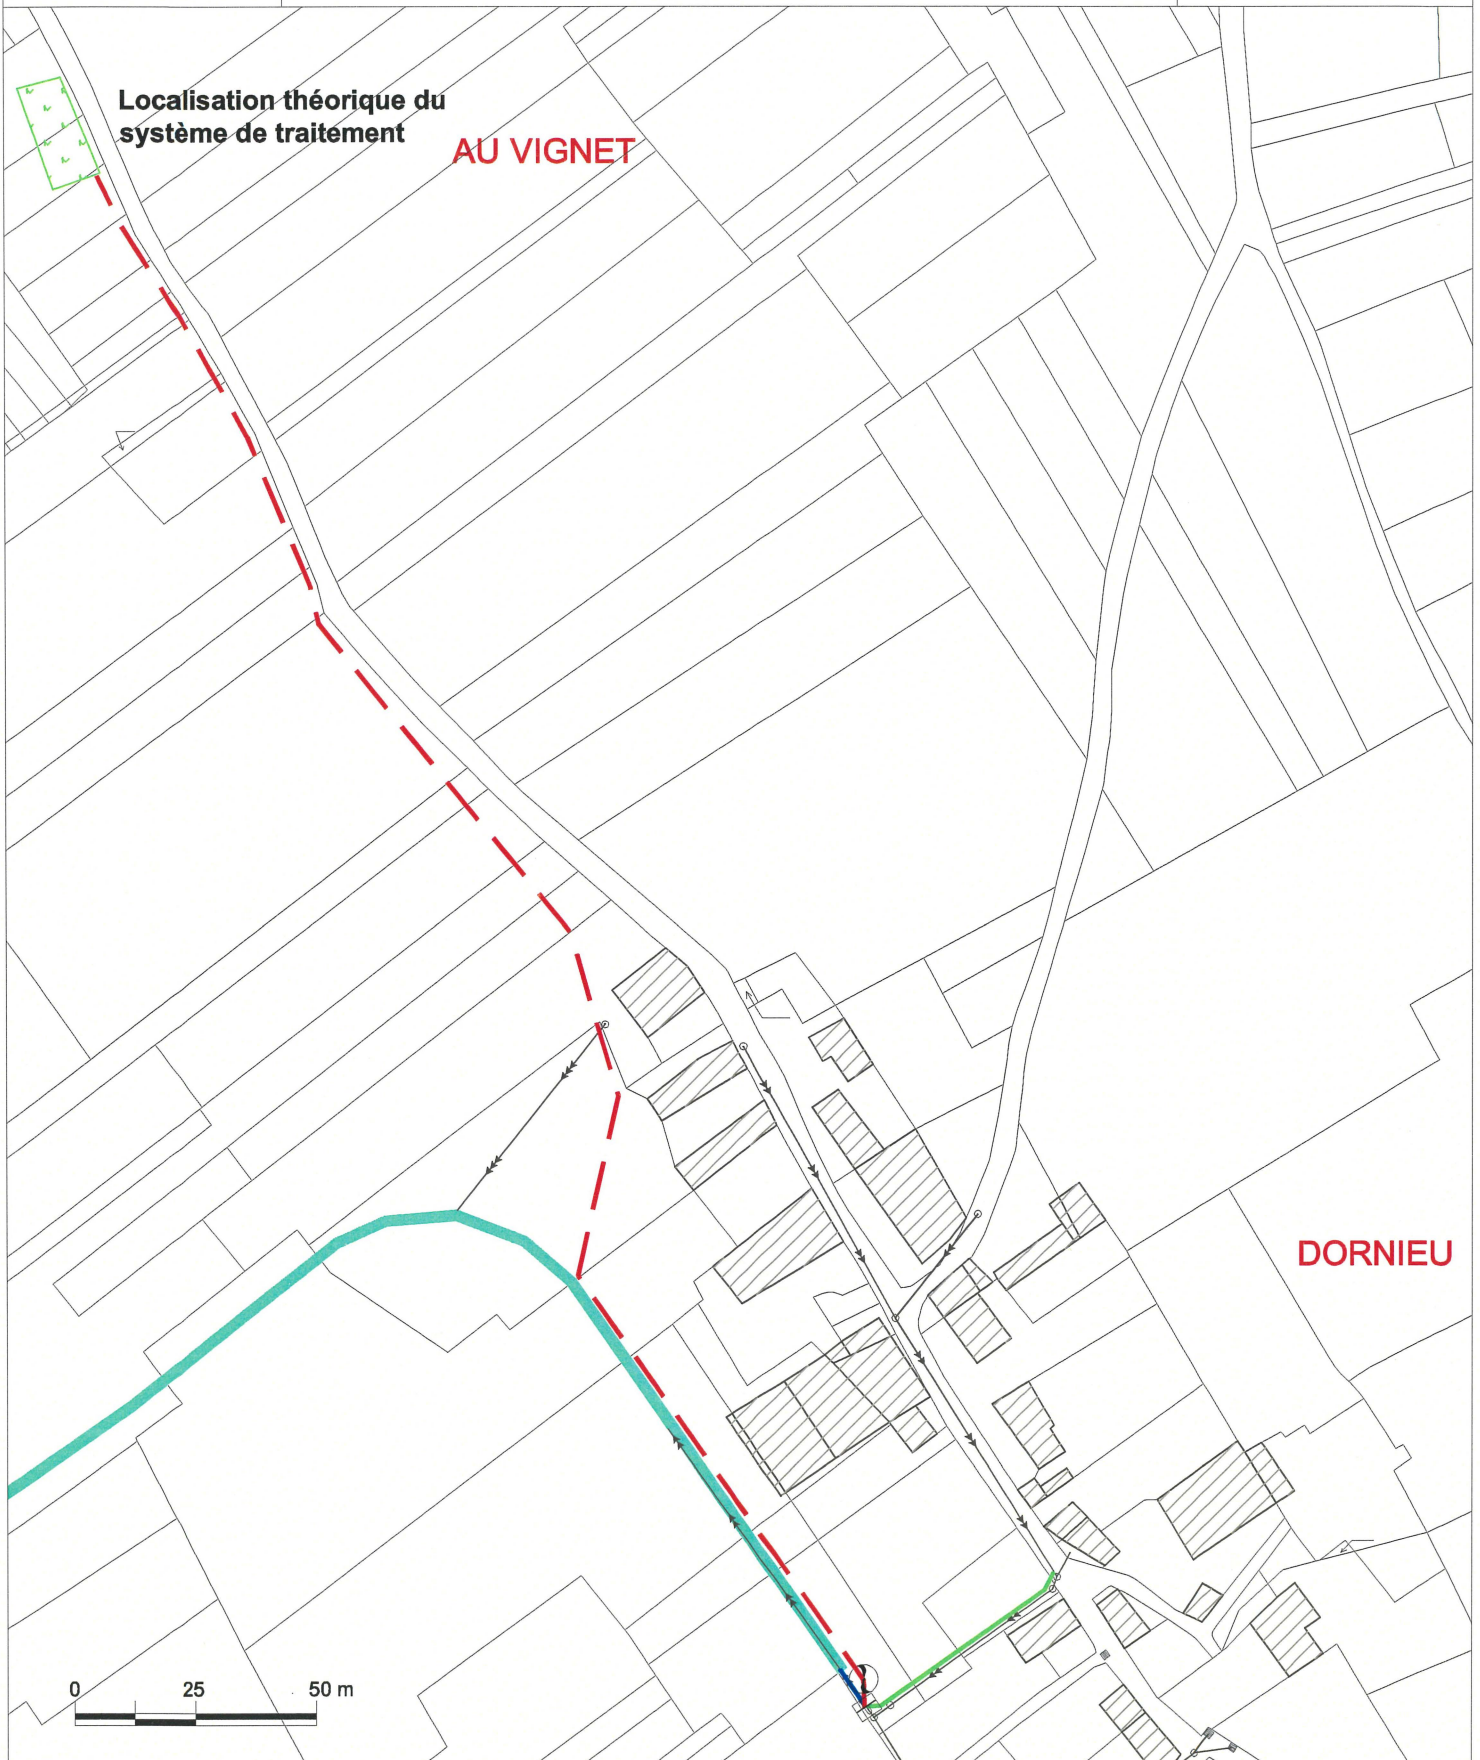 Localisation théorique du
système de traitement
AU VIGNET
DORNIEU
0 25 50 m